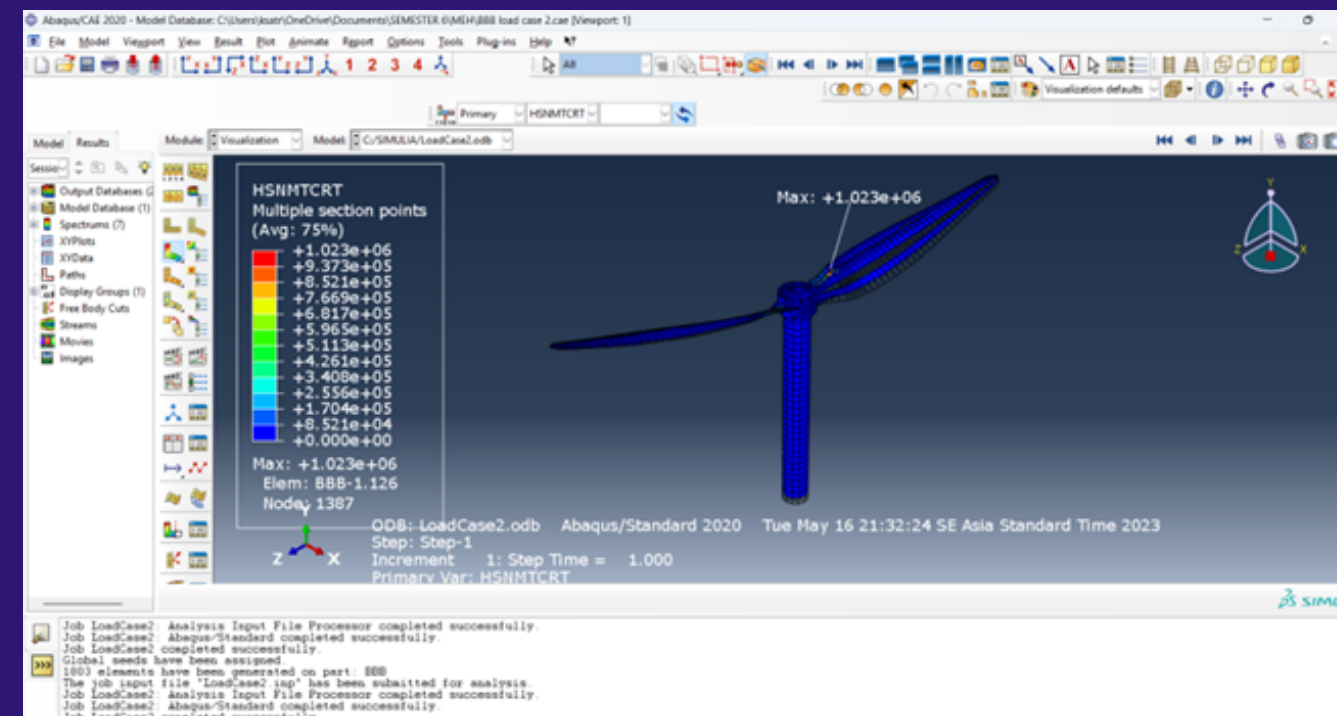 Abaqus/CAE 2020 - Model Database: C:\Users\ksatr\OneDrive\Documents\SEMESTER 6\MEH\BBB load case 2.cae [Viewport: 1]
File Model Viewport View Result Plot Animate Report Options Tools Plug-ins Help
1 2 3 4 All
Visualization defaults
Primary HSNMTCRT
Model Results Module: Visualization Model: C:/SIMULIA/LoadCase2.odb
Output Databases (2
Model Database (1)
Spectrums (7)
XYPlots
XYData
Paths
Display Groups (1)
Free Body Cuts
Streams
Movies
Images
HSNMTCRT
Multiple section points
(Avg: 75%)
+1.023e+06
+9.373e+05
+8.521e+05
+7.669e+05
+6.817e+05
+5.965e+05
+5.113e+05
+4.261e+05
+3.408e+05
+2.556e+05
+1.704e+05
+8.521e+04
+0.000e+00
Max: +1.023e+06
Elem: BBB-1.126
Node: 1387
Max: +1.023e+06
Y
Z X
Y
Z X
ODB: LoadCase2.odb Abaqus/Standard 2020 Tue May 16 21:32:24 SE Asia Standard Time 2023
Step: Step-1
Increment 1: Step Time = 1.000
Primary Var: HSNMTCRT
Job LoadCase2: Analysis Input File Processor completed successfully.
Job LoadCase2: Abaqus/Standard completed successfully.
Job LoadCase2 completed successfully.
Global seeds have been assigned.
1803 elements have been generated on part: BBB
The job input file "LoadCase2.inp" has been submitted for analysis.
Job LoadCase2: Analysis Input File Processor completed successfully.
Job LoadCase2: Abaqus/Standard completed successfully.
Job LoadCase2 completed successfully.